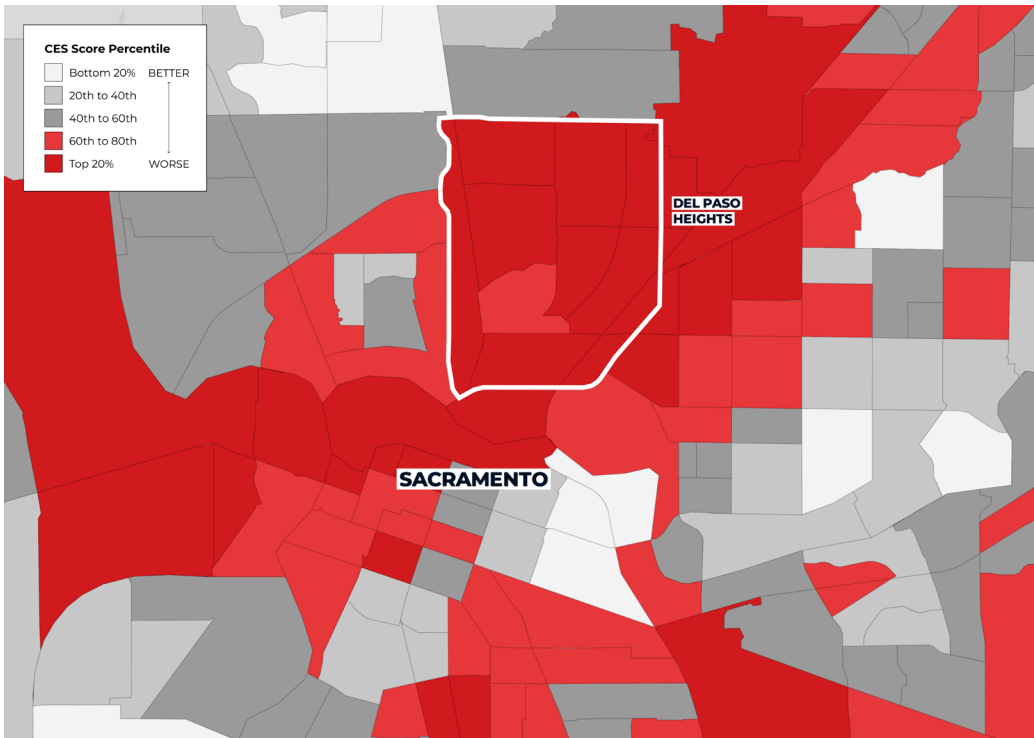 CES Score Percentile
Bottom 20% BETTER
20th to 40th
40th to 60th
60th to 80th
Top 20% WORSE
DEL PASO
HEIGHTS
SACRAMENTO